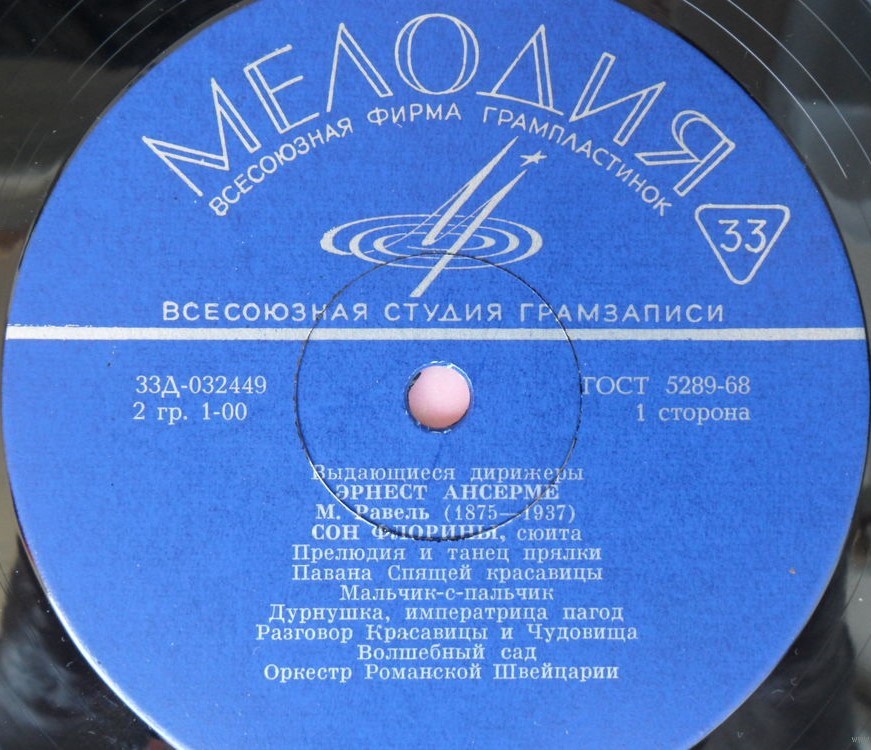 МЕЛОДИЯ
ВСЕСОЮЗНАЯ ФИРМА ГРАМПЛАСТИНОК
33
ВСЕСОЮЗНАЯ СТУДИЯ ГРАМЗАПИСИ
33Д-032449
ГОСТ 5289-68
2 гр. 1-00
1 сторона
Выдающиеся дирижеры
ЭРНЕСТ АНСЕРМЕ
М. Равель (1875—1937)
СОН ФЛОРИНЫ, сюита
Прелюдия и танец прялки
Павана Спящей красавицы
Мальчик-с-пальчик
Дурнушка, императрица пагод
Разговор Красавицы и Чудовища
Волшебный сад
Оркестр Романской Швейцарии